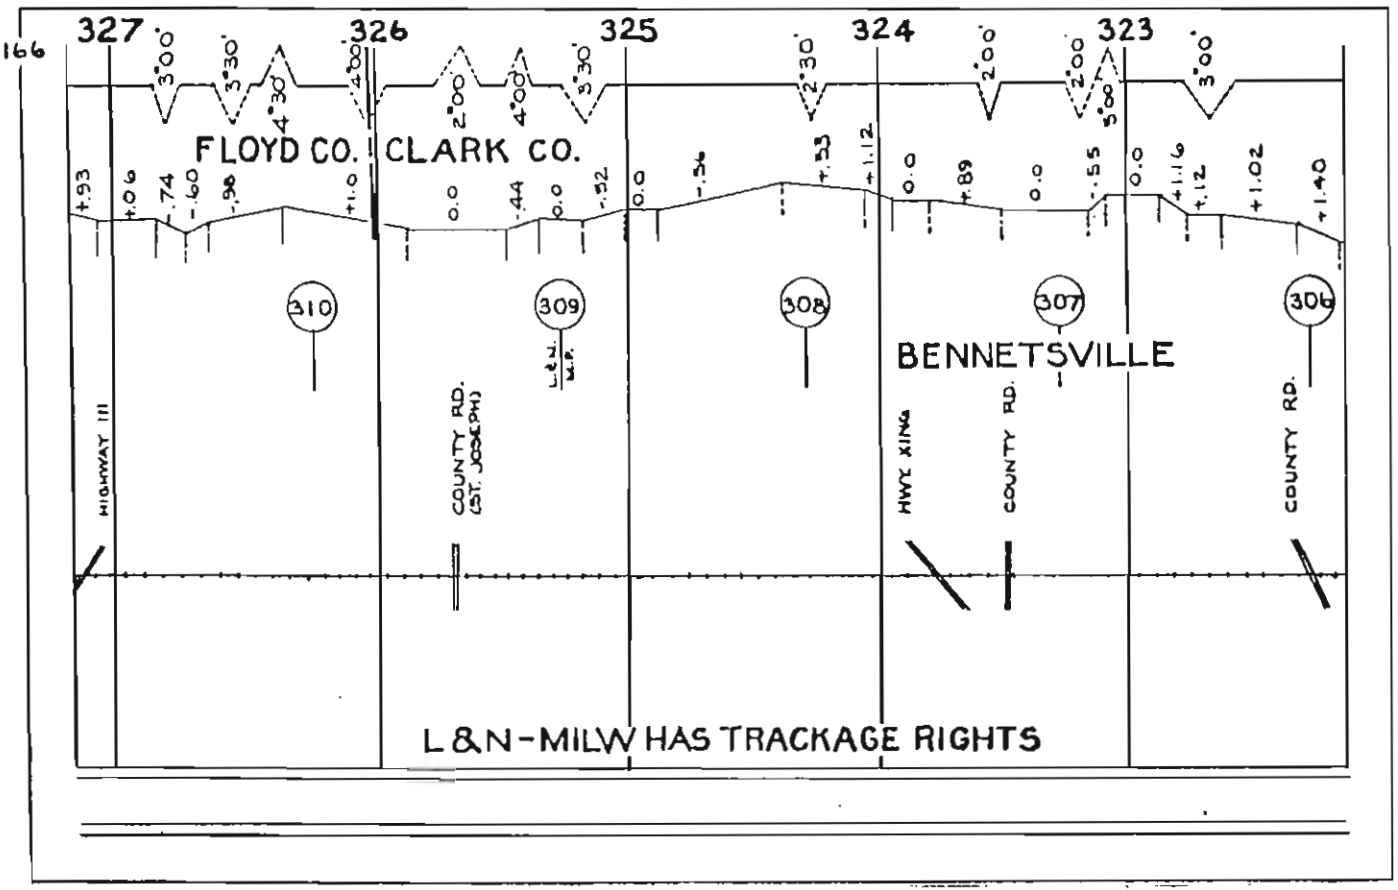 327 326 325 324 323
166
3°00' 3°30' 4°30' 4°00' 2°00' 4°00' 3°30' 2°30' 2°00' 2°00' 5°00' 3°00'
FLOYD CO. CLARK CO.
+.93 +.06 -.74 -.60 -.98 +1.0 0.0 -.44 0.0 -.52 0.0 -.56 +.53 +1.12 0.0 +.89 0.0 -.55 0.0 +1.16 +.12 +1.02 +1.40
310 309 308 307 306
L&N. M.P.
BENNETSVILLE
HIGHWAY 111
COUNTY RD.
(ST. JOSEPH)
HWY XING
COUNTY RD.
COUNTY RD.
L&N-MILW HAS TRACKAGE RIGHTS